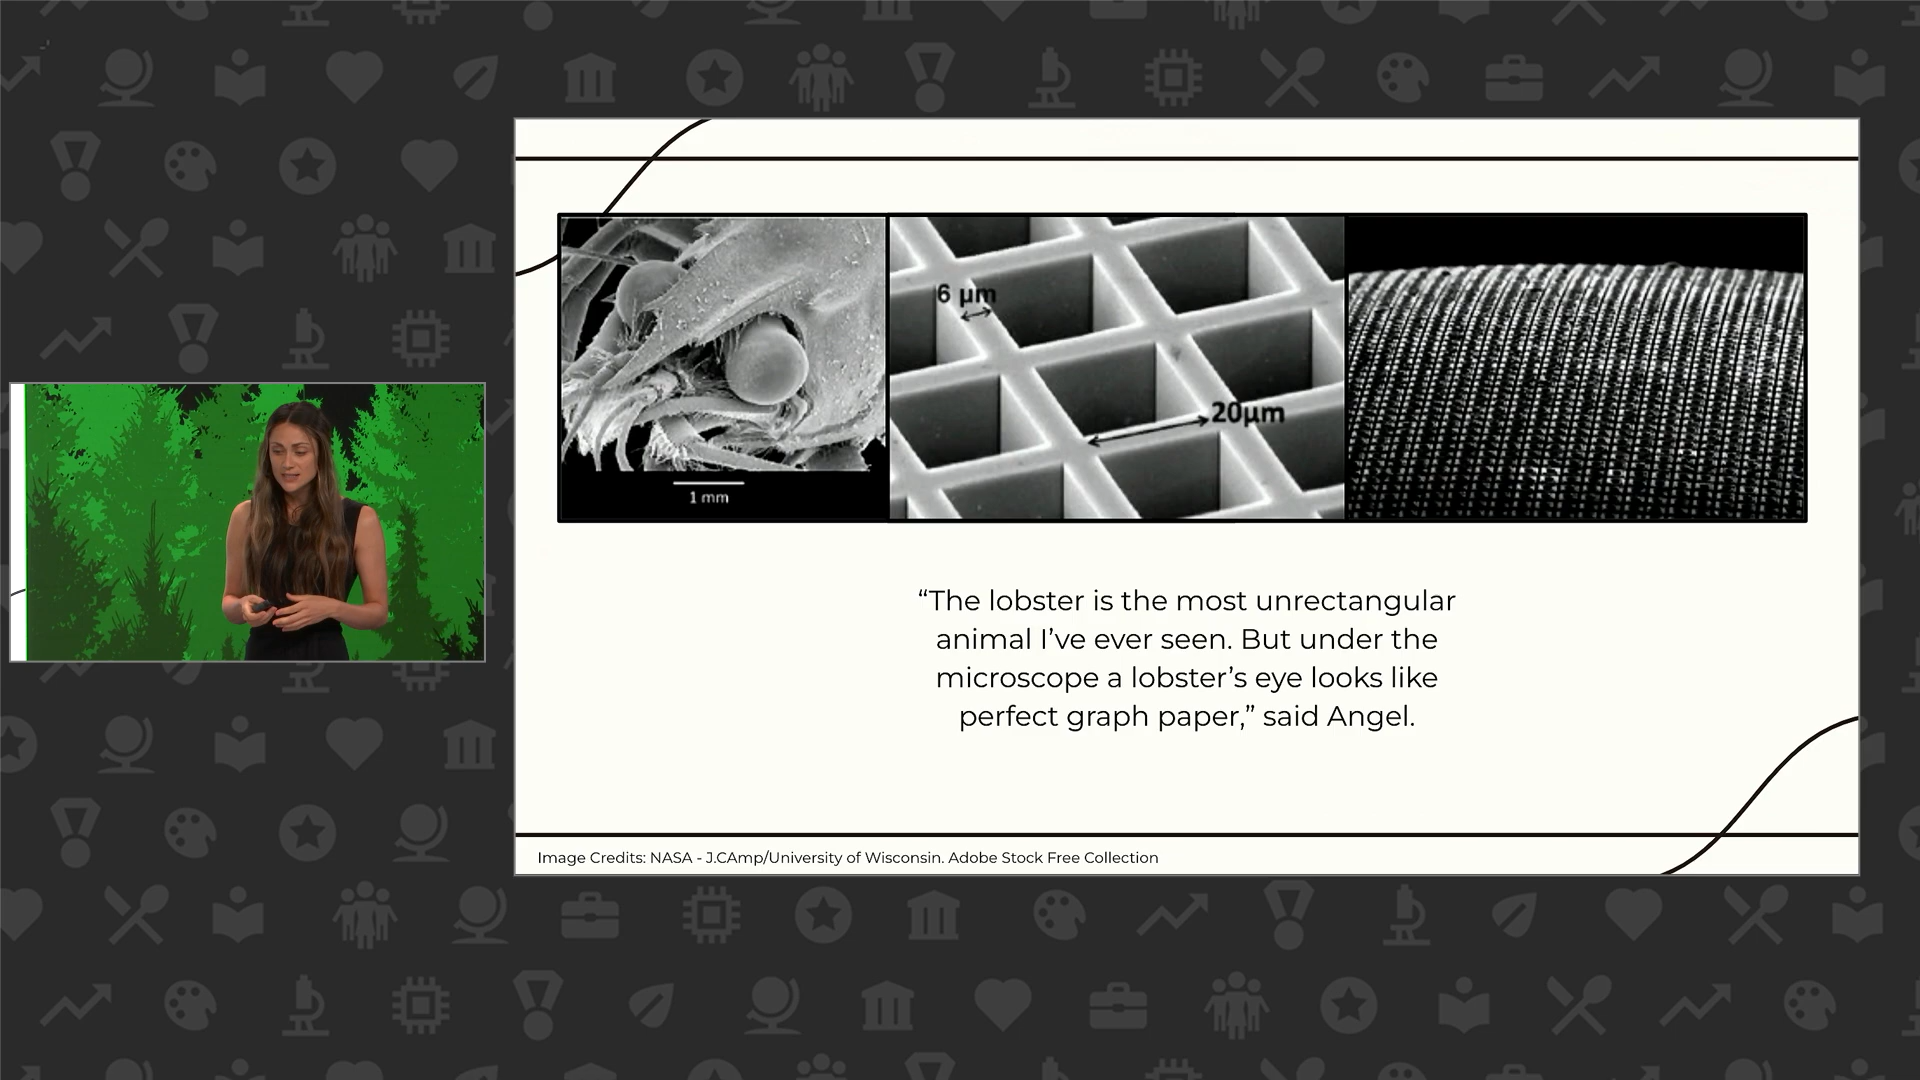 6 µm
20µm
1 mm
“The lobster is the most unrectangular
animal I’ve ever seen. But under the
microscope a lobster’s eye looks like
perfect graph paper,” said Angel.
Image Credits: NASA - J.CAmp/University of Wisconsin. Adobe Stock Free Collection